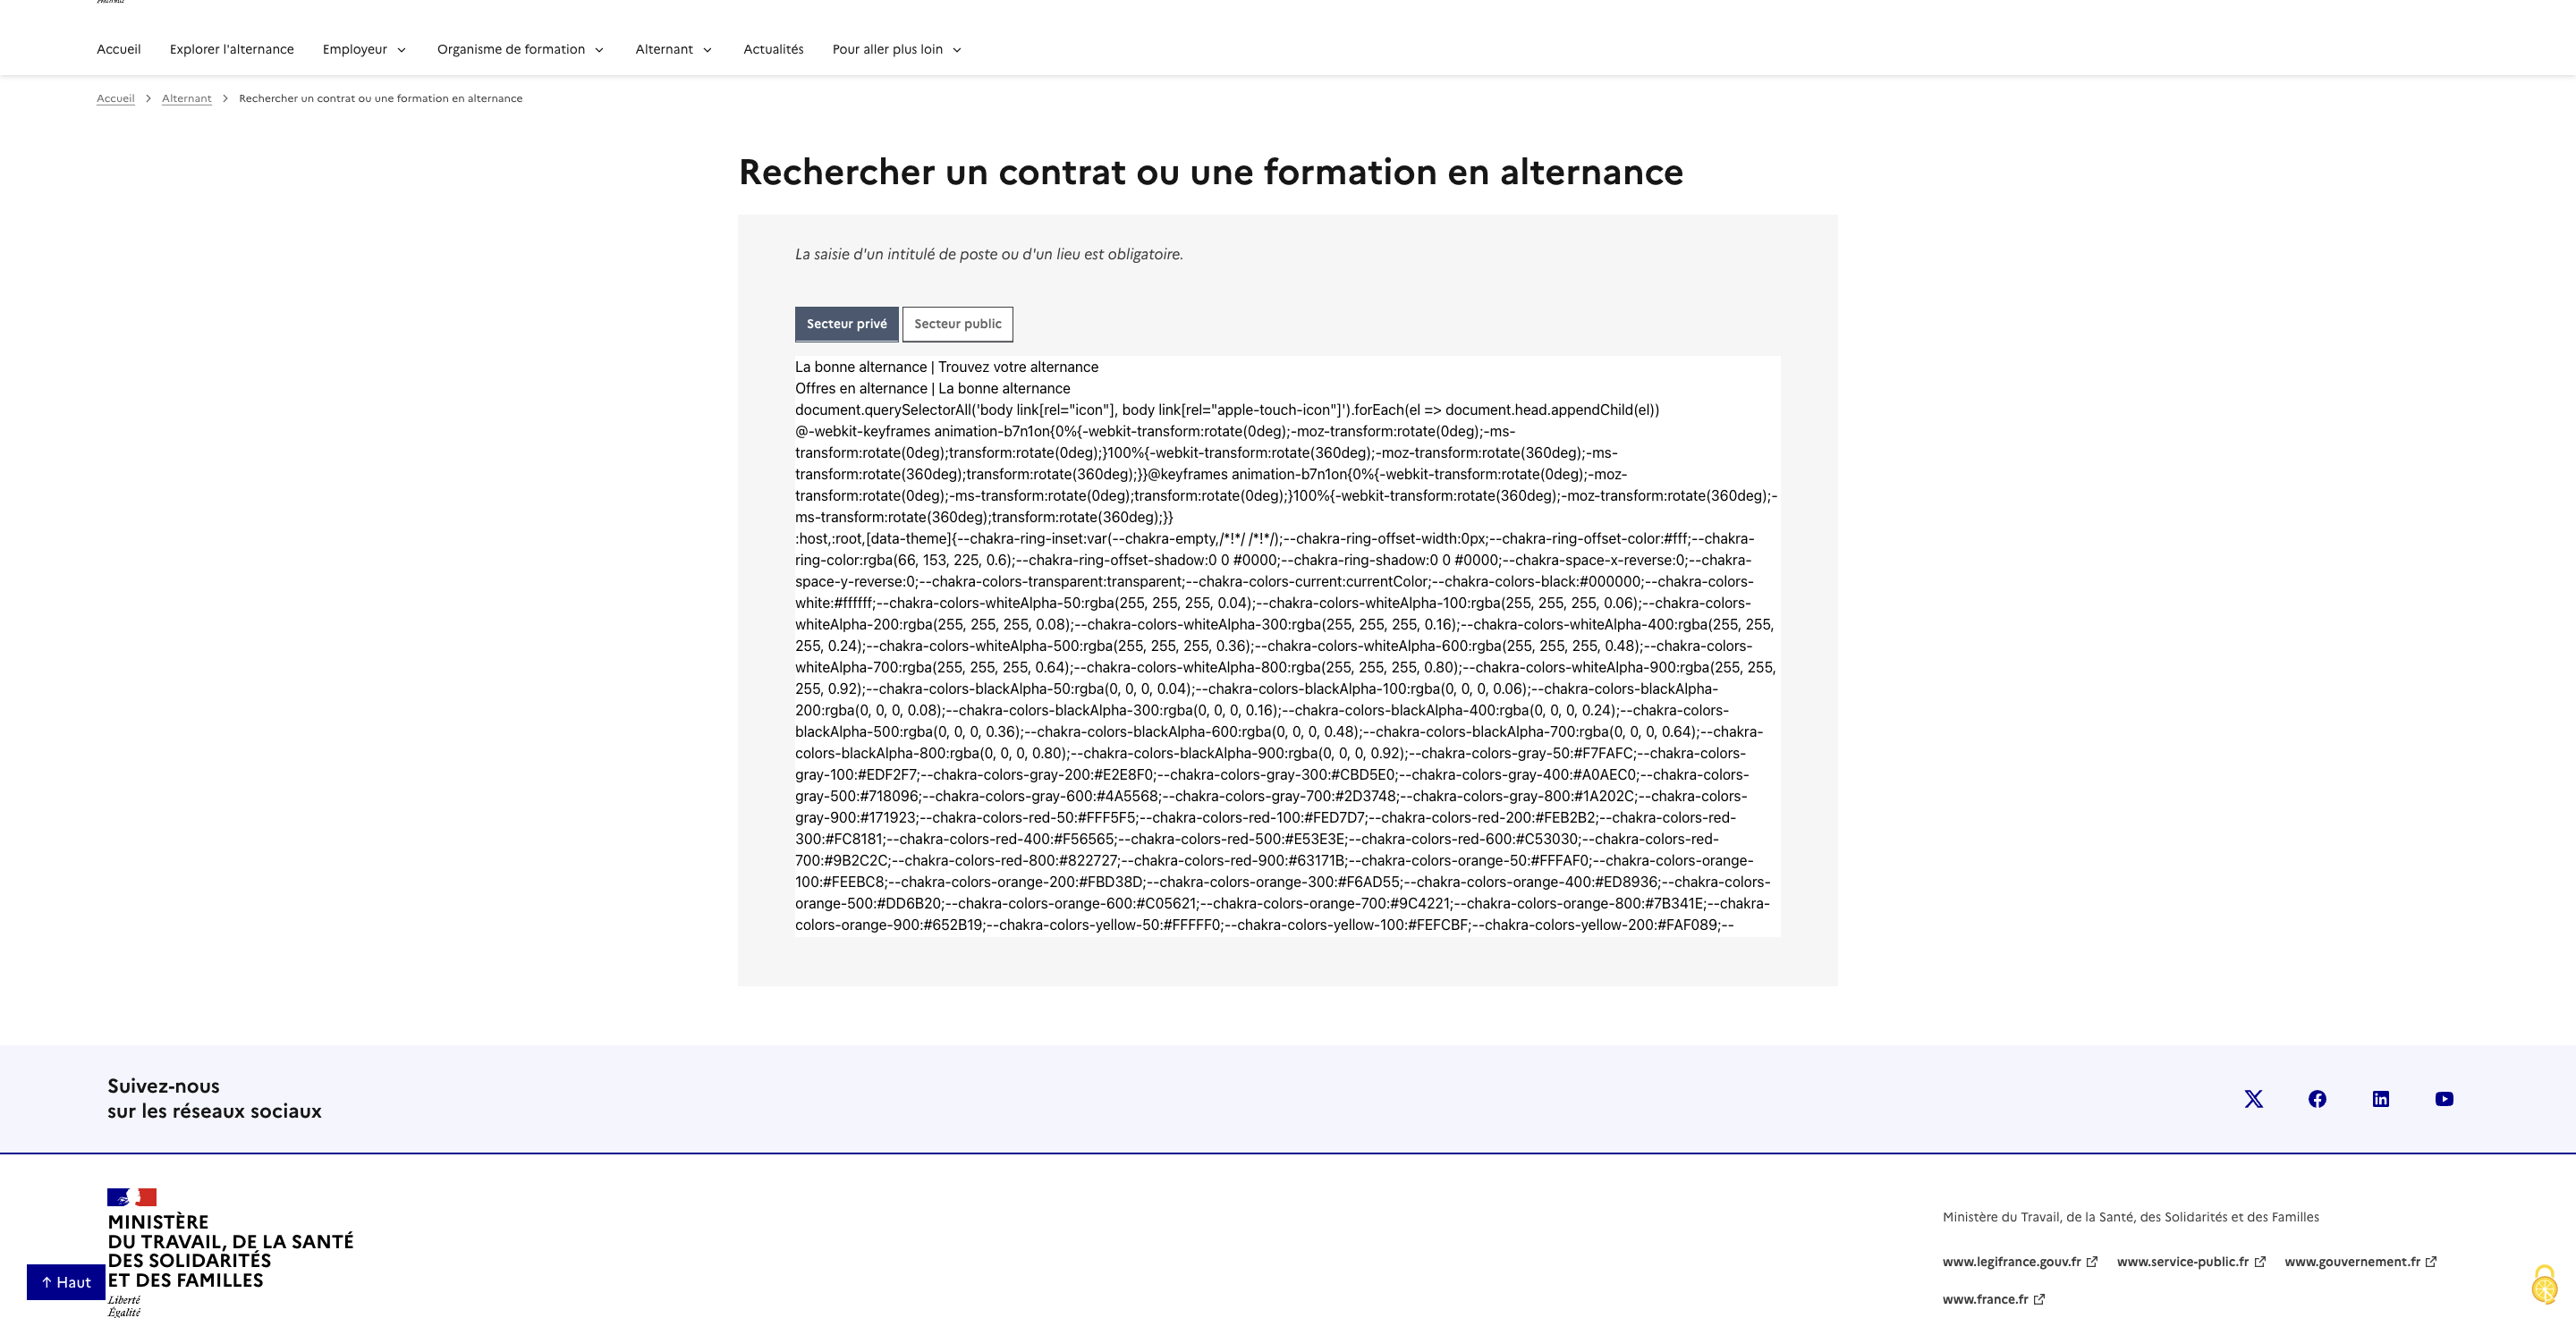 Accueil Explorer l'alternance Employeur Organisme de formation Alternant Actualités Pour aller plus loin
Accueil Alternant Rechercher un contrat ou une formation en alternance
Rechercher un contrat ou une formation en alternance
La saisie d'un intitulé de poste ou d'un lieu est obligatoire.
Secteur privé Secteur public
La bonne alternance | Trouvez votre alternance
Offres en alternance | La bonne alternance
document.querySelectorAll('body link[rel="icon"], body link[rel="apple-touch-icon"]').forEach(el => document.head.appendChild(el))
@-webkit-keyframes animation-b7n1on{0%{-webkit-transform:rotate(0deg);-moz-transform:rotate(0deg);-ms-
transform:rotate(0deg);transform:rotate(0deg);}100%{-webkit-transform:rotate(360deg);-moz-transform:rotate(360deg);-ms-
transform:rotate(360deg);transform:rotate(360deg);}}@keyframes animation-b7n1on{0%{-webkit-transform:rotate(0deg);-moz-
transform:rotate(0deg);-ms-transform:rotate(0deg);transform:rotate(0deg);}100%{-webkit-transform:rotate(360deg);-moz-transform:rotate(360deg);-
ms-transform:rotate(360deg);transform:rotate(360deg);}}
:host,:root,[data-theme]{--chakra-ring-inset:var(--chakra-empty,/*!*/ /*!*/);--chakra-ring-offset-width:0px;--chakra-ring-offset-color:#fff;--chakra-
ring-color:rgba(66, 153, 225, 0.6);--chakra-ring-offset-shadow:0 0 #0000;--chakra-ring-shadow:0 0 #0000;--chakra-space-x-reverse:0;--chakra-
space-y-reverse:0;--chakra-colors-transparent:transparent;--chakra-colors-current:currentColor;--chakra-colors-black:#000000;--chakra-colors-
white:#ffffff;--chakra-colors-whiteAlpha-50:rgba(255, 255, 255, 0.04);--chakra-colors-whiteAlpha-100:rgba(255, 255, 255, 0.06);--chakra-colors-
whiteAlpha-200:rgba(255, 255, 255, 0.08);--chakra-colors-whiteAlpha-300:rgba(255, 255, 255, 0.16);--chakra-colors-whiteAlpha-400:rgba(255, 255,
255, 0.24);--chakra-colors-whiteAlpha-500:rgba(255, 255, 255, 0.36);--chakra-colors-whiteAlpha-600:rgba(255, 255, 255, 0.48);--chakra-colors-
whiteAlpha-700:rgba(255, 255, 255, 0.64);--chakra-colors-whiteAlpha-800:rgba(255, 255, 255, 0.80);--chakra-colors-whiteAlpha-900:rgba(255, 255,
255, 0.92);--chakra-colors-blackAlpha-50:rgba(0, 0, 0, 0.04);--chakra-colors-blackAlpha-100:rgba(0, 0, 0, 0.06);--chakra-colors-blackAlpha-
200:rgba(0, 0, 0, 0.08);--chakra-colors-blackAlpha-300:rgba(0, 0, 0, 0.16);--chakra-colors-blackAlpha-400:rgba(0, 0, 0, 0.24);--chakra-colors-
blackAlpha-500:rgba(0, 0, 0, 0.36);--chakra-colors-blackAlpha-600:rgba(0, 0, 0, 0.48);--chakra-colors-blackAlpha-700:rgba(0, 0, 0, 0.64);--chakra-
colors-blackAlpha-800:rgba(0, 0, 0, 0.80);--chakra-colors-blackAlpha-900:rgba(0, 0, 0, 0.92);--chakra-colors-gray-50:#F7FAFC;--chakra-colors-
gray-100:#EDF2F7;--chakra-colors-gray-200:#E2E8F0;--chakra-colors-gray-300:#CBD5E0;--chakra-colors-gray-400:#A0AEC0;--chakra-colors-
gray-500:#718096;--chakra-colors-gray-600:#4A5568;--chakra-colors-gray-700:#2D3748;--chakra-colors-gray-800:#1A202C;--chakra-colors-
gray-900:#171923;--chakra-colors-red-50:#FFF5F5;--chakra-colors-red-100:#FED7D7;--chakra-colors-red-200:#FEB2B2;--chakra-colors-red-
300:#FC8181;--chakra-colors-red-400:#F56565;--chakra-colors-red-500:#E53E3E;--chakra-colors-red-600:#C53030;--chakra-colors-red-
700:#9B2C2C;--chakra-colors-red-800:#822727;--chakra-colors-red-900:#63171B;--chakra-colors-orange-50:#FFFAF0;--chakra-colors-orange-
100:#FEEBC8;--chakra-colors-orange-200:#FBD38D;--chakra-colors-orange-300:#F6AD55;--chakra-colors-orange-400:#ED8936;--chakra-colors-
orange-500:#DD6B20;--chakra-colors-orange-600:#C05621;--chakra-colors-orange-700:#9C4221;--chakra-colors-orange-800:#7B341E;--chakra-
colors-orange-900:#652B19;--chakra-colors-yellow-50:#FFFFF0;--chakra-colors-yellow-100:#FEFCBF;--chakra-colors-yellow-200:#FAF089;--
Suivez-nous
sur les réseaux sociaux
MINISTÈRE
DU TRAVAIL, DE LA SANTÉ
DES SOLIDARITÉS
ET DES FAMILLES
Liberté
Égalité
↑ Haut
Ministère du Travail, de la Santé, des Solidarités et des Familles
www.legifrance.gouv.fr www.service-public.fr www.gouvernement.fr
www.france.fr